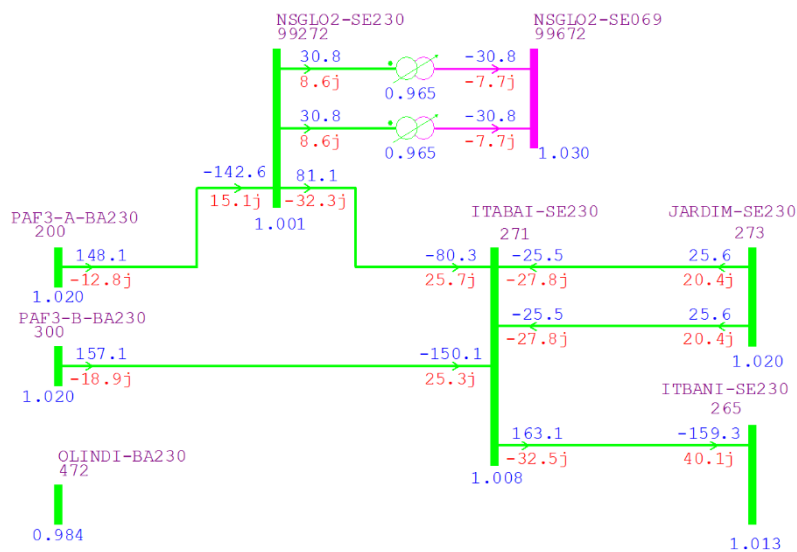 NSGLO2-SE230 NSGLO2-SE069
99272 99672
30.8 -30.8
8.6j -7.7j
0.965
30.8 -30.8
8.6j -7.7j
0.965
1.030
-142.6 81.1
15.1j -32.3j
1.001
PAF3-A-BA230 ITABAI-SE230 JARDIM-SE230
200 271 273
148.1 -80.3 -25.5 25.6
-12.8j 25.7j -27.8j 20.4j
1.020
PAF3-B-BA230
300
-25.5 25.6
-27.8j 20.4j
157.1 -150.1
-18.9j 25.3j
1.020 1.020
ITBANI-SE230
265
163.1 -159.3
-32.5j 40.1j
OLINDI-BA230
472
1.008
0.984 1.013